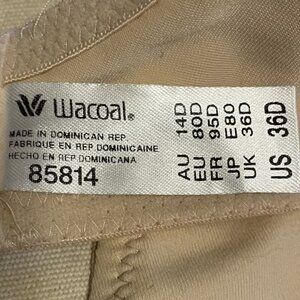 Wacoal®
MADE IN DOMINICAN REP.
FABRIQUE EN REP.DOMINICAINE
HECHO EN REP.DOMINICANA
85814
AU 14D
EU 80D
FR 95D
JP E80
UK 36D
US 36D